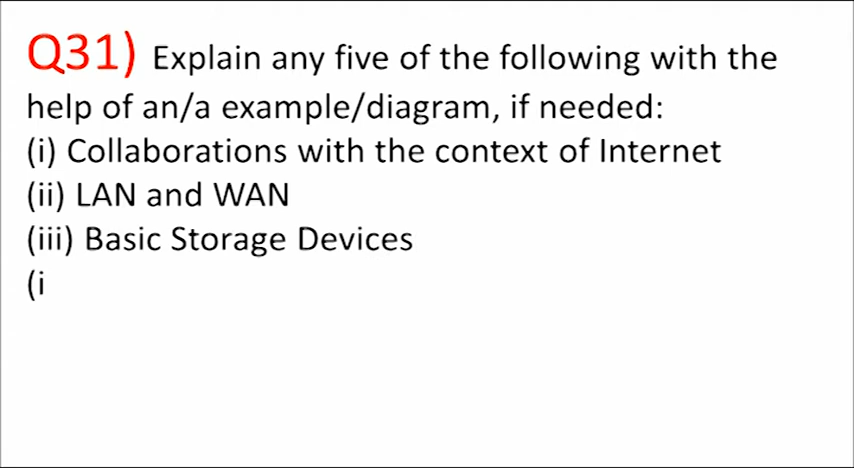 Q31) Explain any five of the following with the
help of an/a example/diagram, if needed:
(i) Collaborations with the context of Internet
(ii) LAN and WAN
(iii) Basic Storage Devices
(i